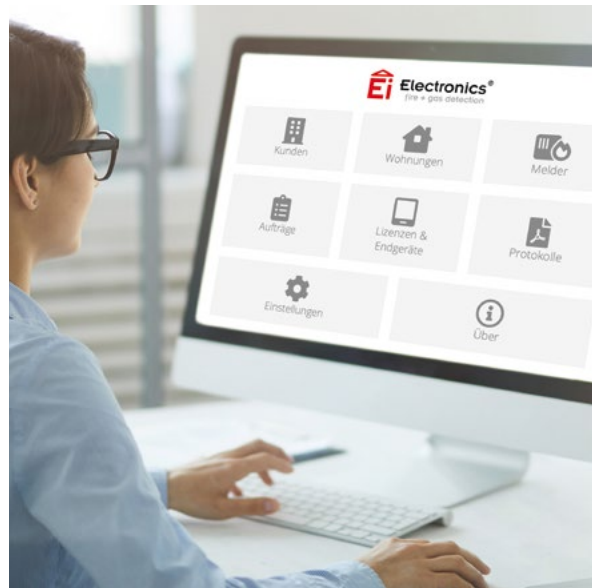 Ei Electronics®
fire + gas detection
Kunden
Wohnungen
Melder
Aufträge
Lizenzen &
Endgeräte
Protokolle
Einstellungen
Über